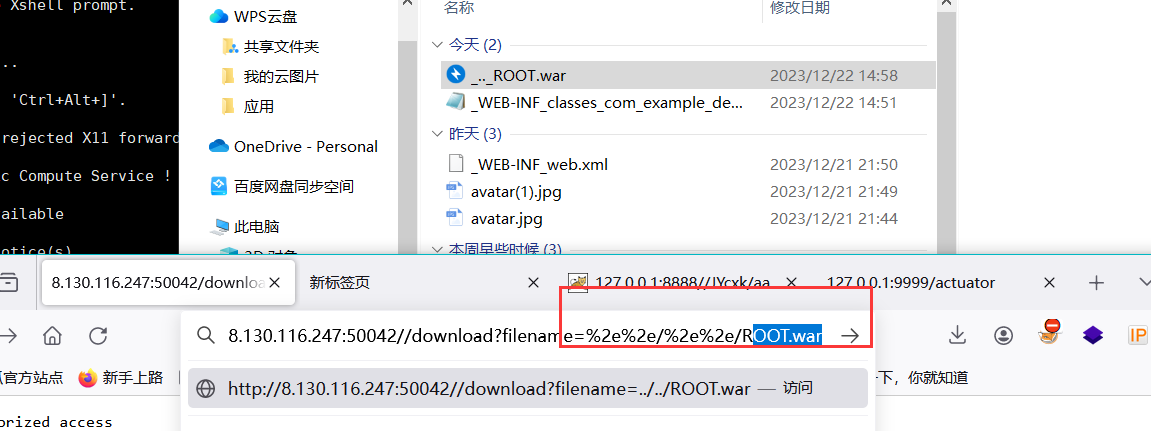 Xshell prompt.
..
'Ctrl+Alt+]'.
rejected X11 forward
c Compute Service !
ailable
otice(s)
WPS云盘
共享文件夹
我的云图片
应用
OneDrive - Personal
百度网盘同步空间
此电脑
3D 对象
名称 修改日期
今天 (2)
_.._ROOT.war 2023/12/22 14:58
_WEB-INF_classes_com_example_de... 2023/12/22 14:51
昨天 (3)
_WEB-INF_web.xml 2023/12/21 21:50
avatar(1).jpg 2023/12/21 21:49
avatar.jpg 2023/12/21 21:44
本周早些时候 (3)
8.130.116.247:50042/downloa 新标签页 127.0.0.1:8888//JYcxk/aa 127.0.0.1:9999/actuator
8.130.116.247:50042//download?filename=%2e%2e/%2e%2e/ROOT.war
IP
http://8.130.116.247:50042//download?filename=../../ROOT.war — 访问
官方站点 新手上路 下，你就知道
orized access